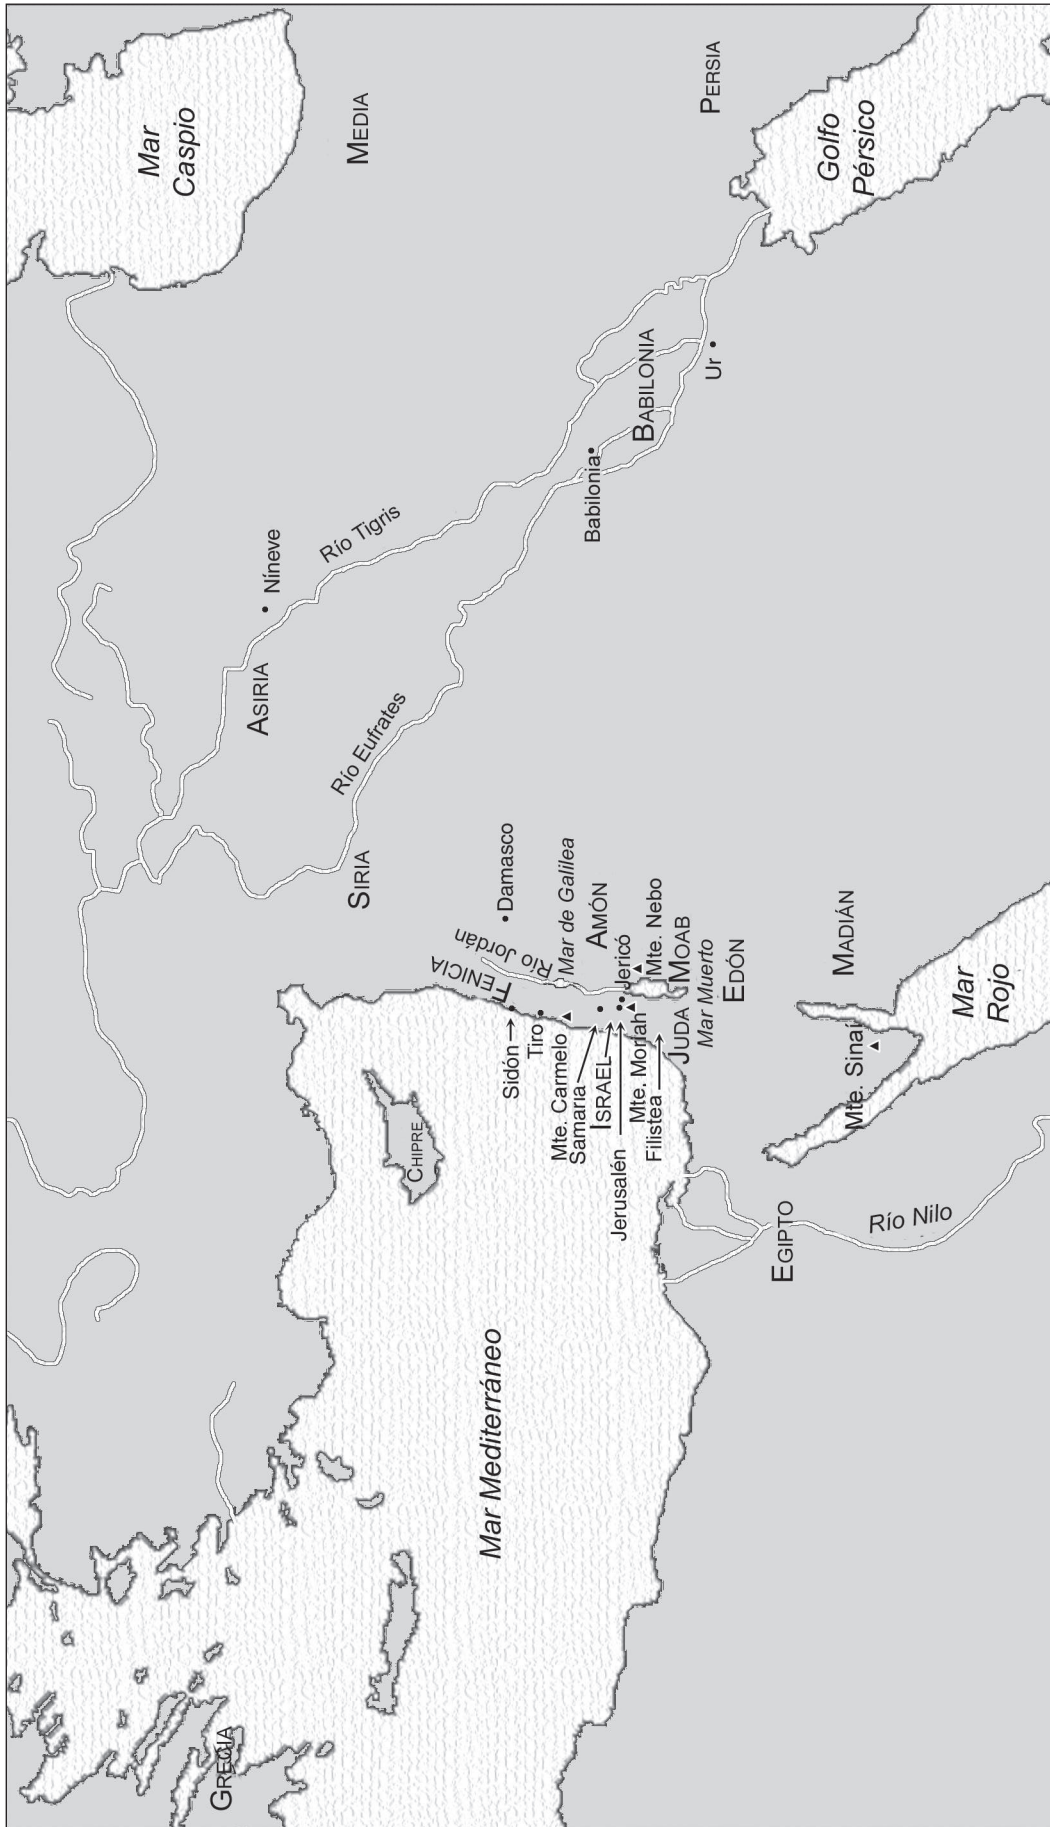 Mar
Caspio
MEDIA
PERSIA
Golfo
Pérsico
Níneve
ASIRIA
Río Tigris
Río Eufrates
SIRIA
Babilonia
BABILONIA
Ur
Damasco
Río Jordán
Mar de Galilea
FENICIA
AMÓN
Jericó
Mte. Nebo
MOAB
Mar Muerto
EDÓN
JUDA
Sidón
Tiro
Mte. Carmelo
Samaria
ISRAEL
Jerusalén
Mte. Moriah
Filistea
MADIÁN
Mar
Rojo
Mte. Sinaí
CHIPRE
EGIPTO
Río Nilo
Mar Mediterráneo
GRECIA